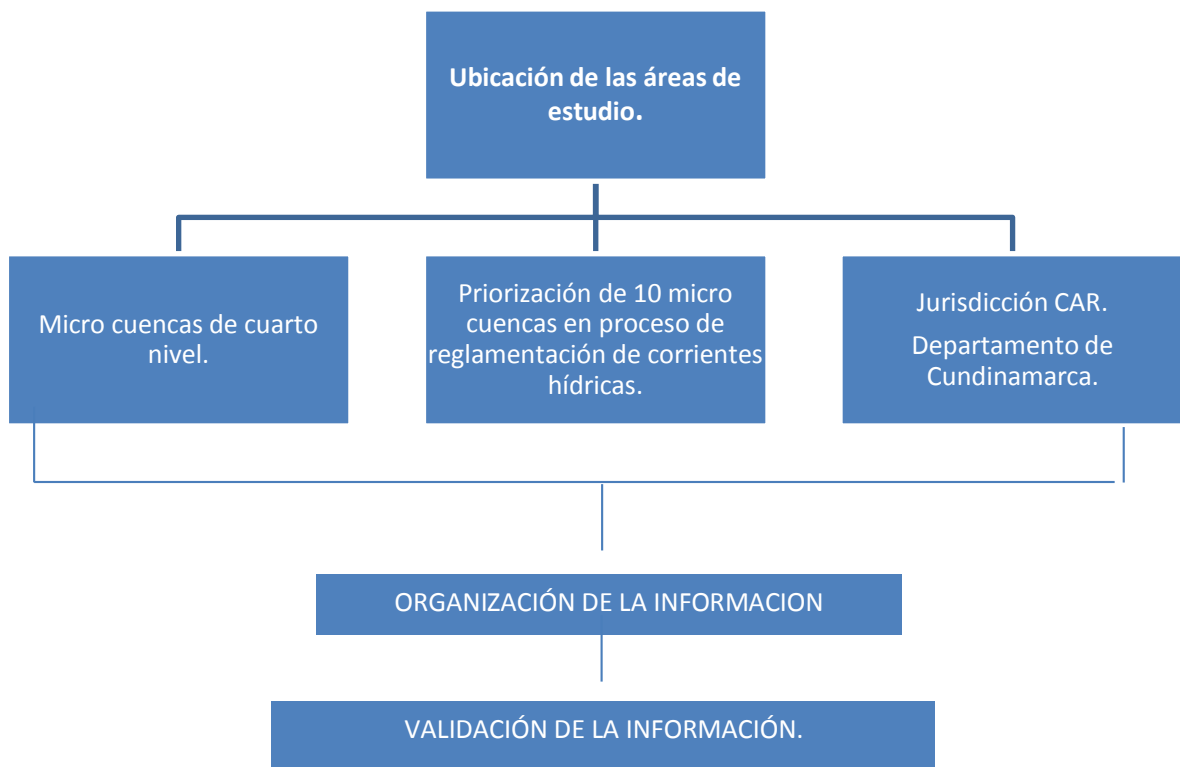 Ubicación de las áreas de
estudio.
Micro cuencas de cuarto
nivel.
Priorización de 10 micro
cuencas en proceso de
reglamentación de corrientes
hídricas.
Jurisdicción CAR.
Departamento de
Cundinamarca.
ORGANIZACIÓN DE LA INFORMACION
VALIDACIÓN DE LA INFORMACIÓN.